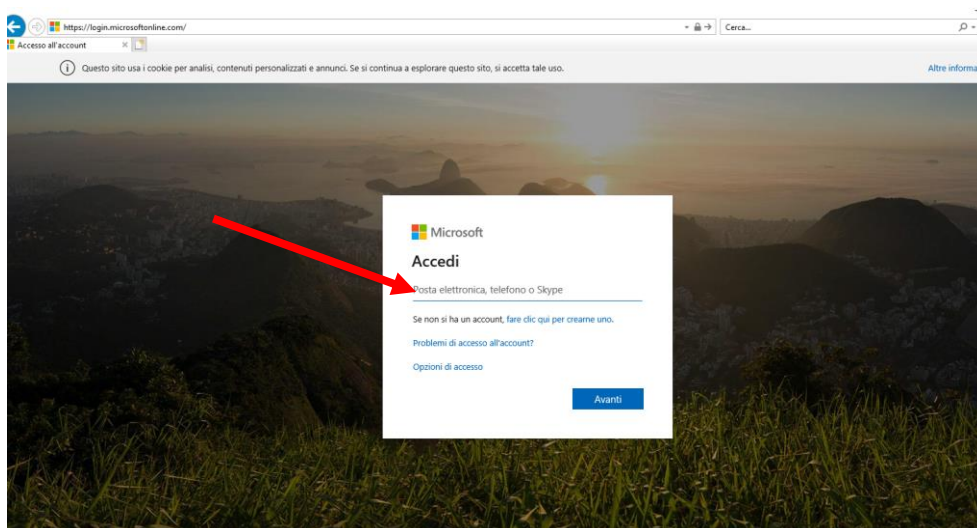 https://login.microsoftonline.com/
Cerca...
Accesso all'account
Questo sito usa i cookie per analisi, contenuti personalizzati e annunci. Se si continua a esplorare questo sito, si accetta tale uso.
Altre informa
Microsoft
Accedi
Posta elettronica, telefono o Skype
Se non si ha un account, fare clic qui per crearne uno.
Problemi di accesso all'account?
Opzioni di accesso
Avanti